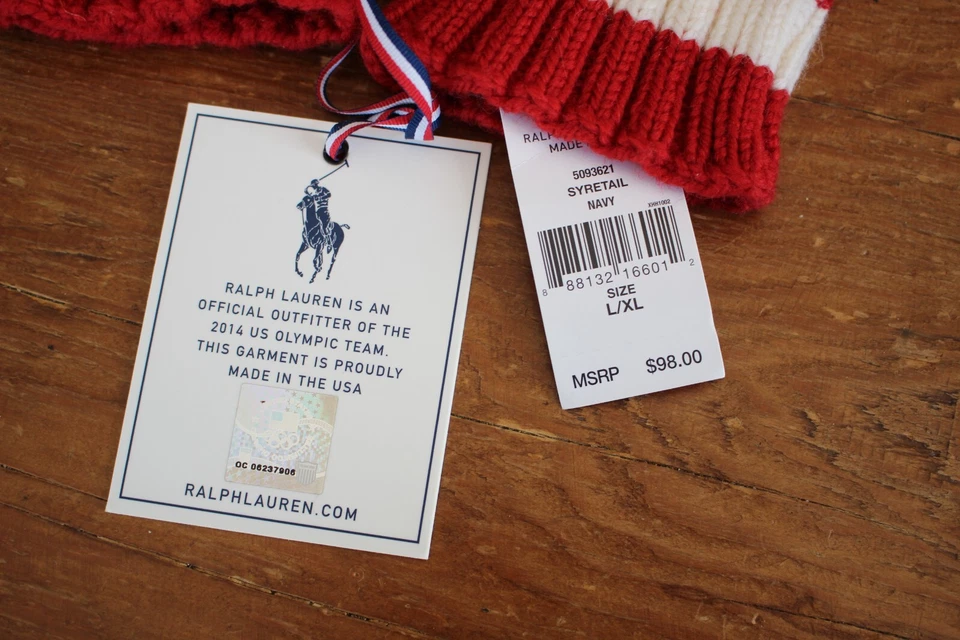 RALPH LAUREN IS AN
OFFICIAL OUTFITTER OF THE
2014 US OLYMPIC TEAM.
THIS GARMENT IS PROUDLY
MADE IN THE USA
OC 06237906
RALPHLAUREN.COM
RALP
MADE
5093621
SYRETAIL
NAVY
8 88132 16601 2
SIZE
L/XL
MSRP $98.00